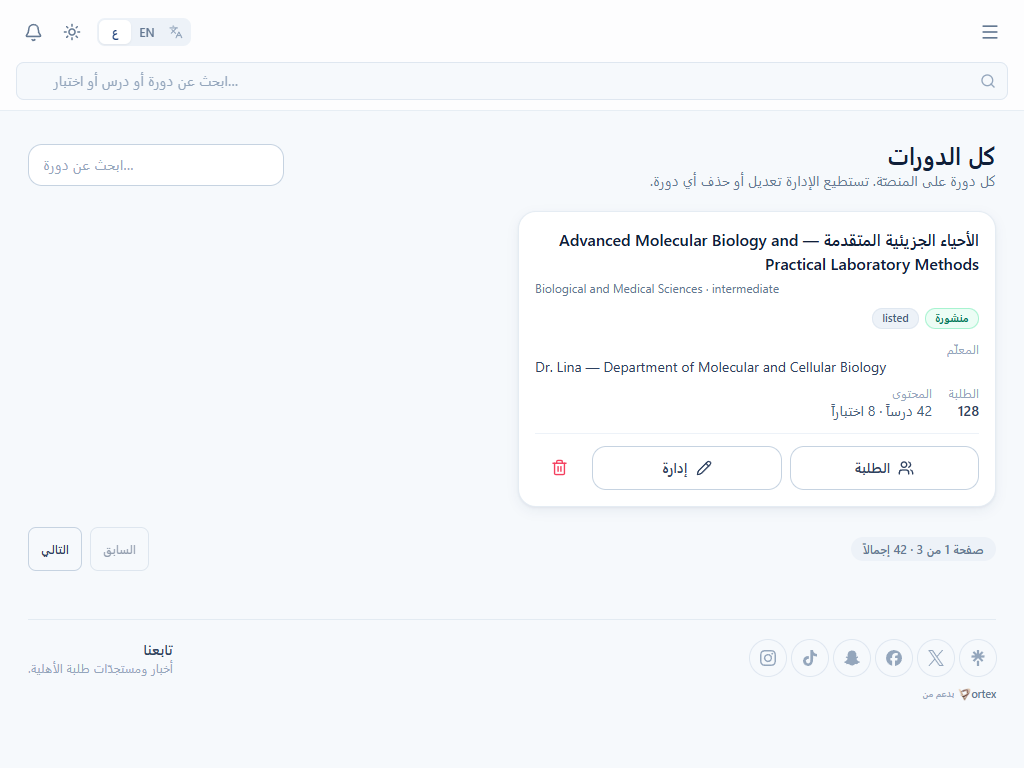 ع EN
ابحث عن دورة أو درس أو اختبار...
كل الدورات
كل دورة على المنصّة. تستطيع الإدارة تعديل أو حذف أي دورة.
ابحث عن دورة...
الأحياء الجزيئية المتقدمة — Advanced Molecular Biology and
Practical Laboratory Methods
Biological and Medical Sciences · intermediate
منشورة listed
المعلّم
Dr. Lina — Department of Molecular and Cellular Biology
الطلبة المحتوى
128 42 درساً · 8 اختباراً
الطلبة إدارة
صفحة 1 من 3 · 42 إجمالاً
السابق التالي
تابعنا
أخبار ومستجدّات طلبة الأهلية.
بدعم من Vortex